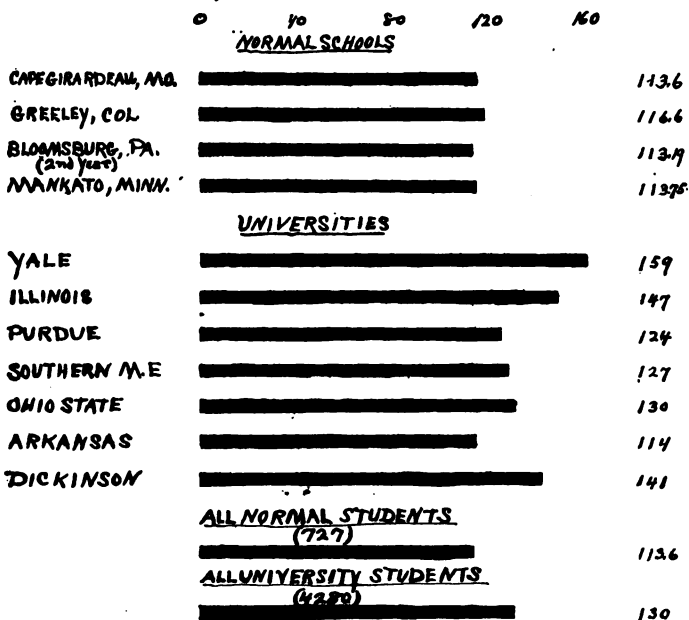 0 40 80 120 160
NORMAL SCHOOLS
CAPE GIRARDEAU, MO. 113.6
GREELEY, COL 116.6
BLOOMSBURG, PA. 113.19
(2nd year)
MANKATO, MINN. 113.75
UNIVERSITIES
YALE 159
ILLINOIS 147
PURDUE 124
SOUTHERN M.E 127
OHIO STATE 130
ARKANSAS 114
DICKINSON 141
ALL NORMAL STUDENTS
(727)
113.6
ALL UNIVERSITY STUDENTS
(4280)
130